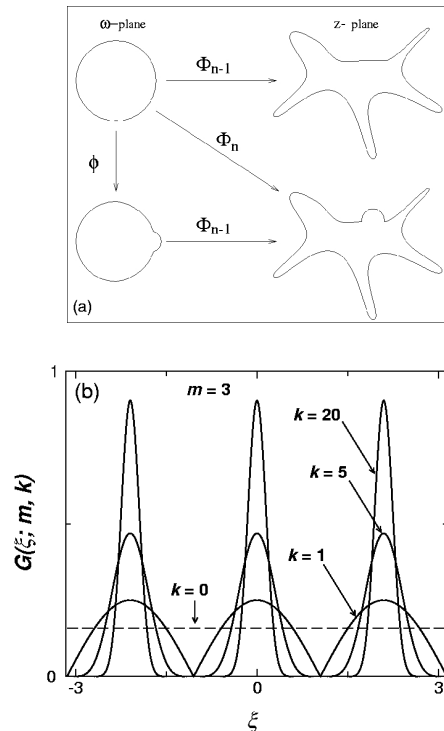 ω-plane
z- plane
Φn-1
Φn
ϕ
Φn-1
(a)
1
(b)
m = 3
k = 20
k = 5
k = 1
k = 0
G(ξ; m, k)
0
-3
0
3
ξ